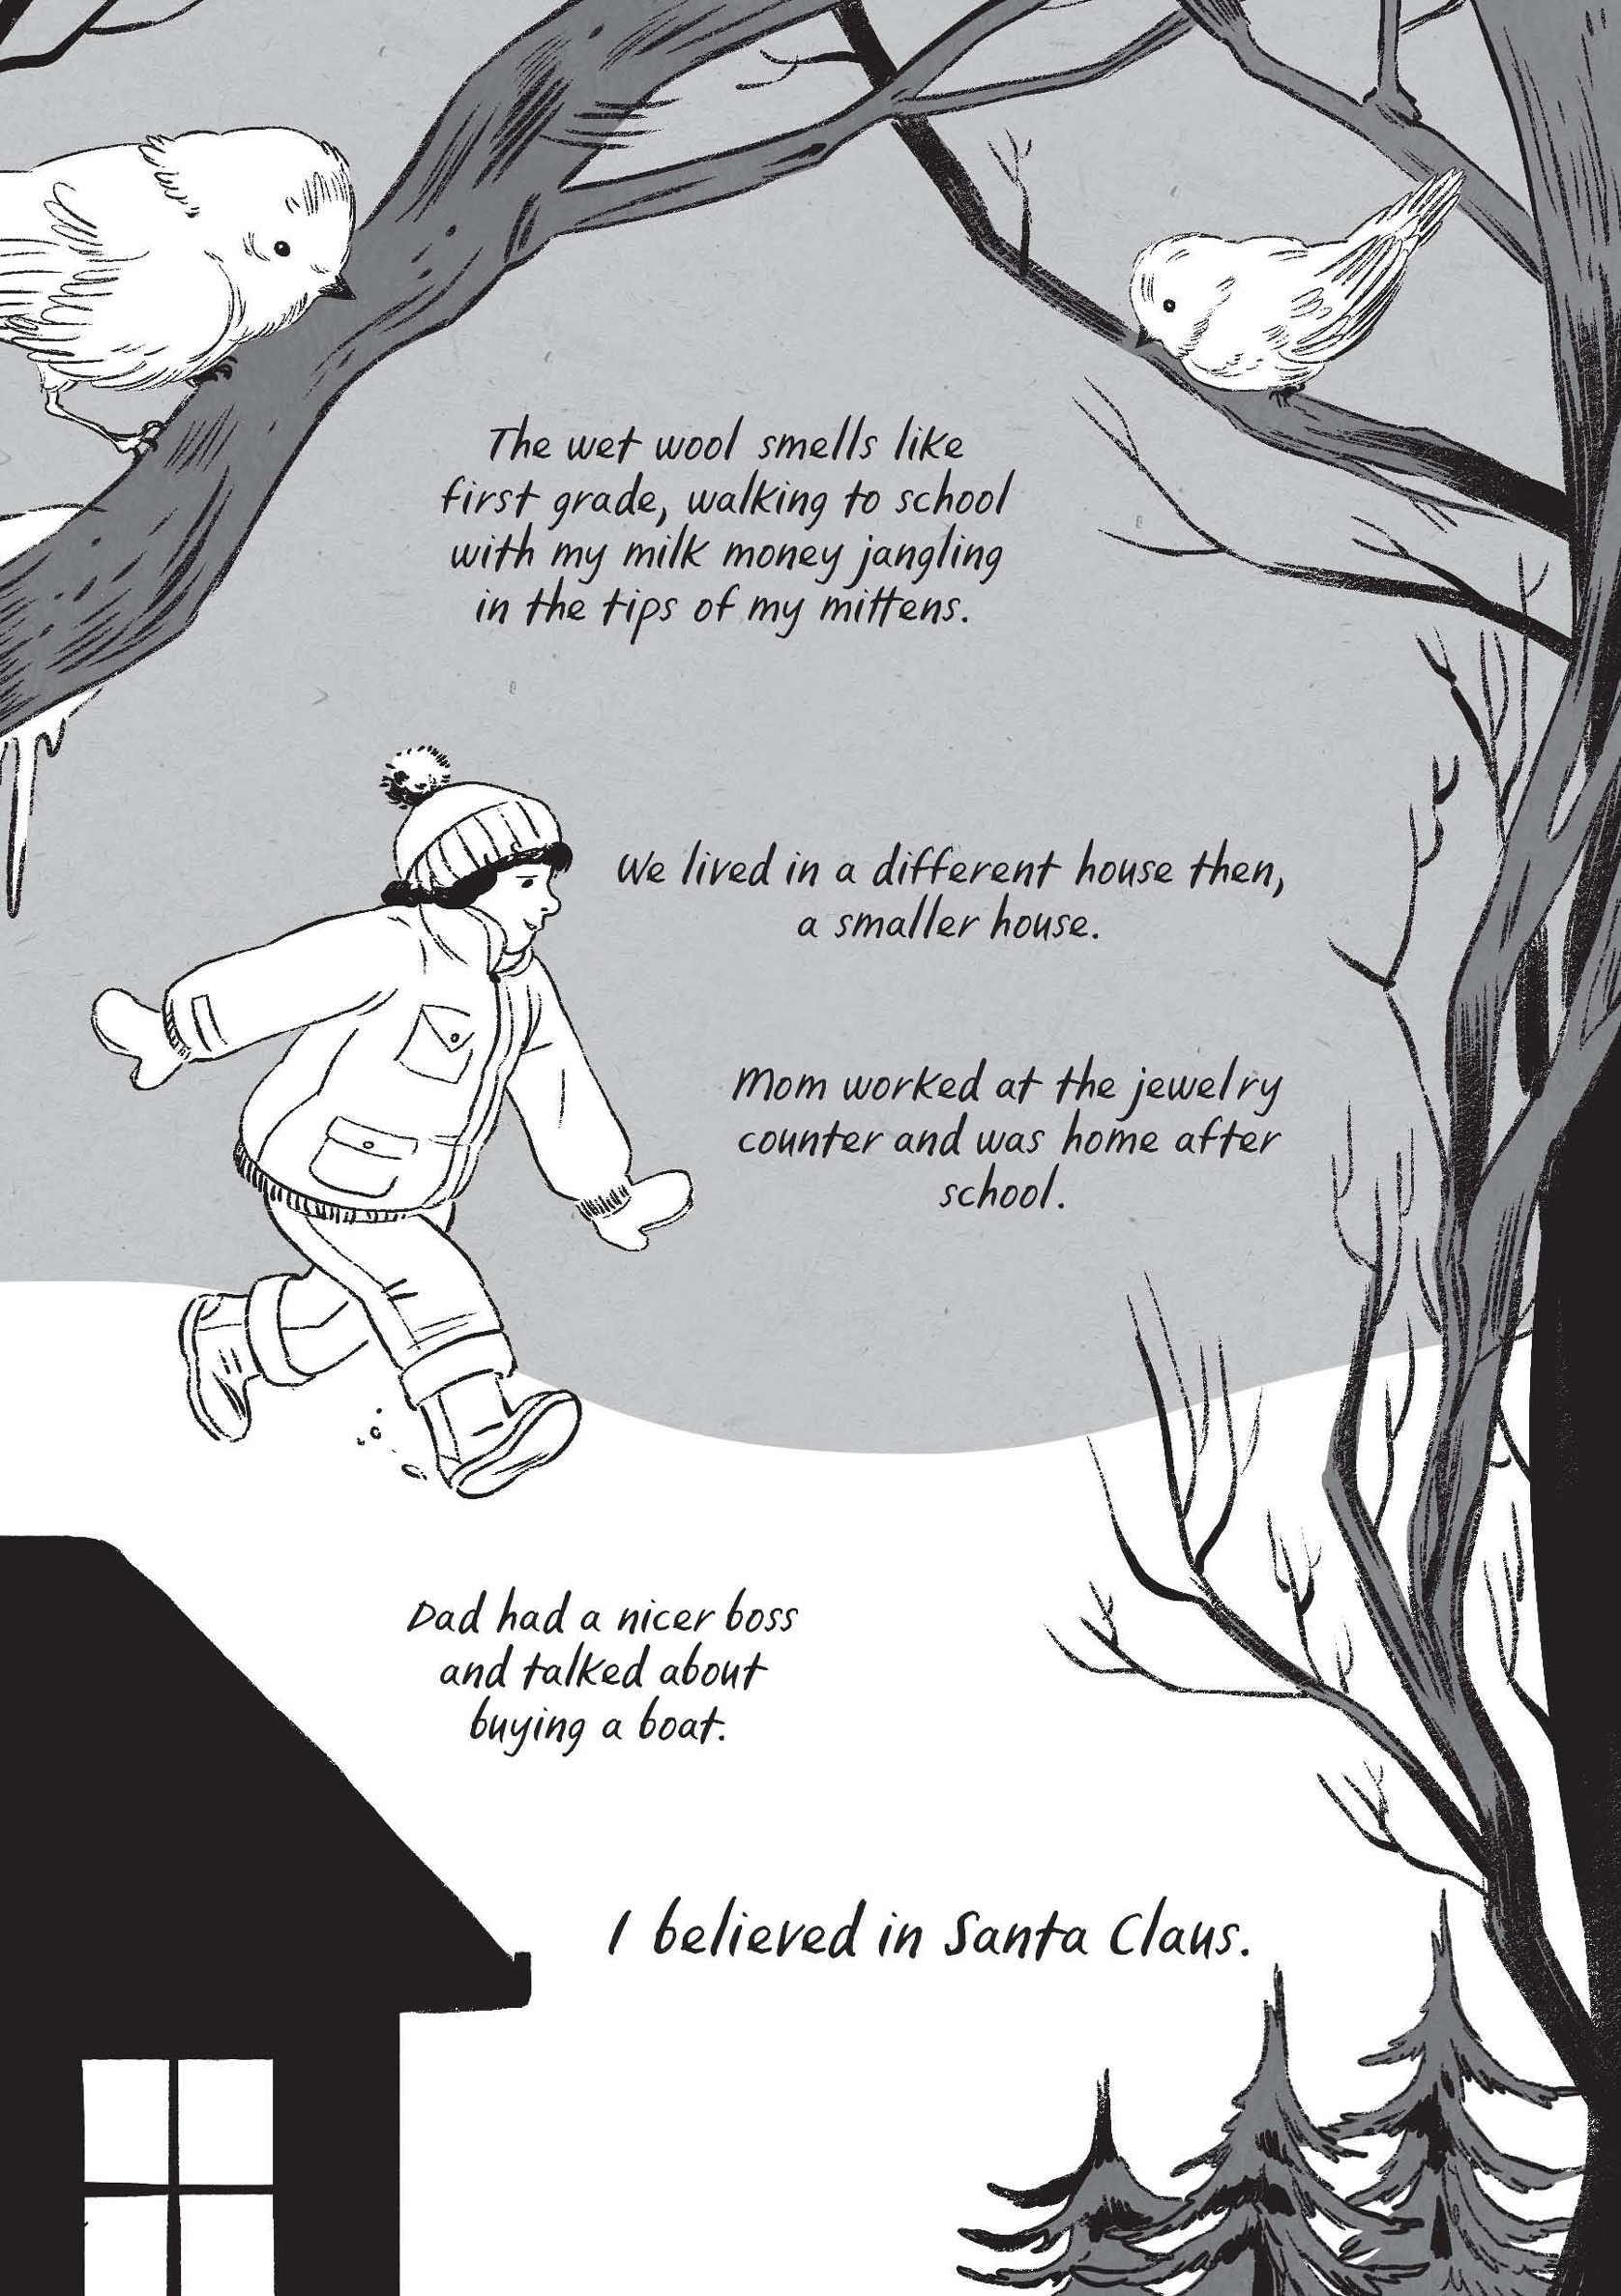 The wet wool smells like
first grade, walking to school
with my milk money jangling
in the tips of my mittens.
We lived in a different house then,
a smaller house.
Mom worked at the jewelry
counter and was home after
school.
Dad had a nicer boss
and talked about
buying a boat.
I believed in Santa Claus.